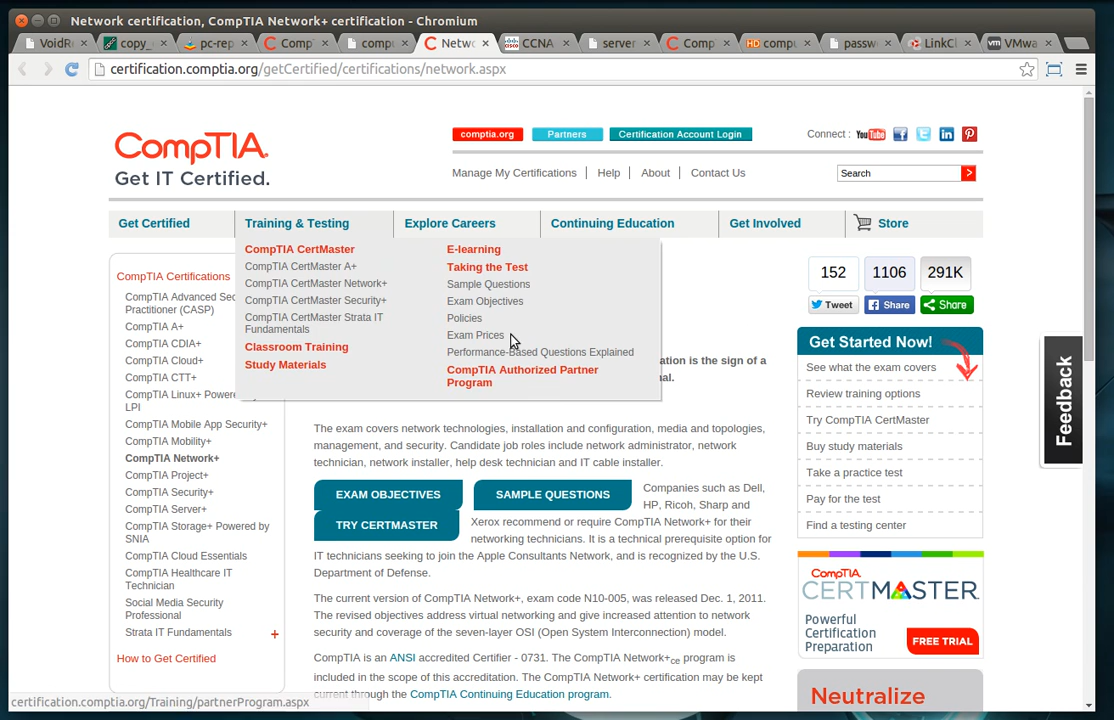 Network certification, CompTIA Network+ certification - Chromium
VoidR
copy_
pc-rep
Comp
compu
Netwo
CCNA
server
Comp
compu
passw
LinkCl
VMwa
certification.comptia.org/getCertified/certifications/network.aspx
CompTIA.
Get IT Certified.
comptia.org
Partners
Certification Account Login
Connect :
You Tube
Manage My Certifications
Help
About
Contact Us
Search
Get Certified
Training & Testing
Explore Careers
Continuing Education
Get Involved
Store
CompTIA CertMaster
CompTIA CertMaster A+
CompTIA CertMaster Network+
CompTIA CertMaster Security+
CompTIA CertMaster Strata IT
Fundamentals
Classroom Training
Study Materials
E-learning
Taking the Test
Sample Questions
Exam Objectives
Policies
Exam Prices
Performance-Based Questions Explained
CompTIA Authorized Partner
Program
CompTIA Certifications
CompTIA Advanced Sec
Practitioner (CASP)
CompTIA A+
CompTIA CDIA+
CompTIA Cloud+
CompTIA CTT+
CompTIA Linux+ Powere
LPI
CompTIA Mobile App Security+
CompTIA Mobility+
CompTIA Network+
CompTIA Project+
CompTIA Security+
CompTIA Server+
CompTIA Storage+ Powered by
SNIA
CompTIA Cloud Essentials
CompTIA Healthcare IT
Technician
Social Media Security
Professional
Strata IT Fundamentals
+
How to Get Certified
ation is the sign of a
al.
The exam covers network technologies, installation and configuration, media and topologies,
management, and security. Candidate job roles include network administrator, network
technician, network installer, help desk technician and IT cable installer.
EXAM OBJECTIVES
SAMPLE QUESTIONS
TRY CERTMASTER
Companies such as Dell,
HP, Ricoh, Sharp and
Xerox recommend or require CompTIA Network+ for their
networking technicians. It is a technical prerequisite option for
IT technicians seeking to join the Apple Consultants Network, and is recognized by the U.S.
Department of Defense.
The current version of CompTIA Network+, exam code N10-005, was released Dec. 1, 2011.
The revised objectives address virtual networking and give increased attention to network
security and coverage of the seven-layer OSI (Open System Interconnection) model.
CompTIA is an ANSI accredited Certifier - 0731. The CompTIA Network+ce program is
included in the scope of this accreditation. The CompTIA Network+ certification may be kept
current through the CompTIA Continuing Education program.
152
1106
291K
Tweet
Share
Share
Get Started Now!
See what the exam covers
Review training options
Try CompTIA CertMaster
Buy study materials
Take a practice test
Pay for the test
Find a testing center
CompTIA
CERTMASTER.
Powerful
Certification
Preparation
FREE TRIAL
Neutralize
Feedback
certification.comptia.org/Training/partnerProgram.aspx